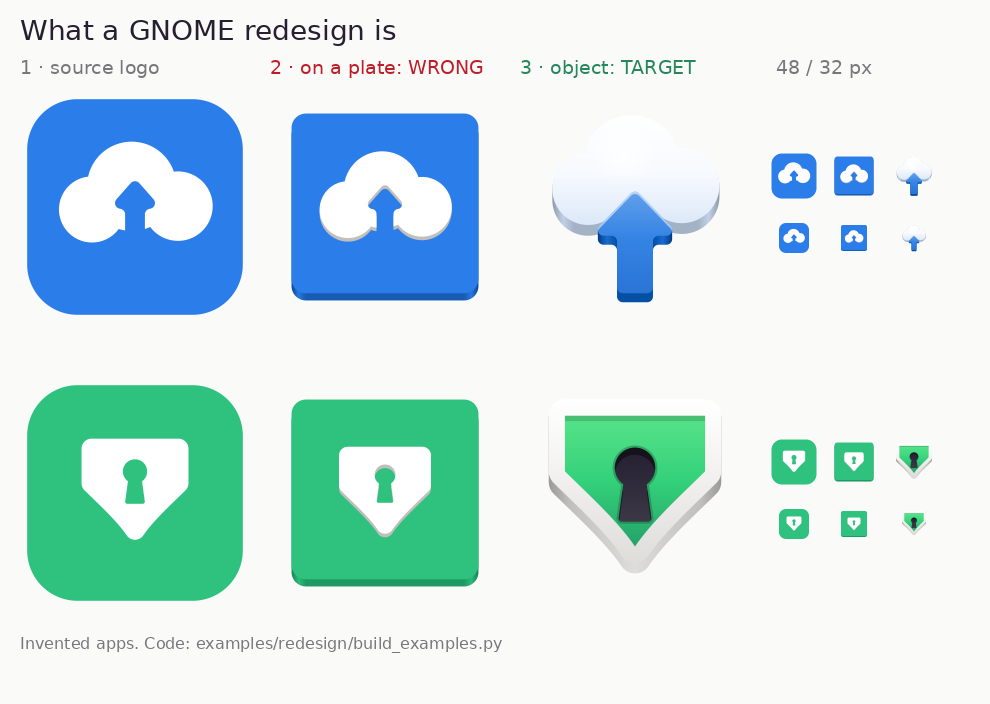 What a GNOME redesign is
1 · source logo
2 · on a plate: WRONG
3 · object: TARGET
48 / 32 px
Invented apps. Code: examples/redesign/build_examples.py